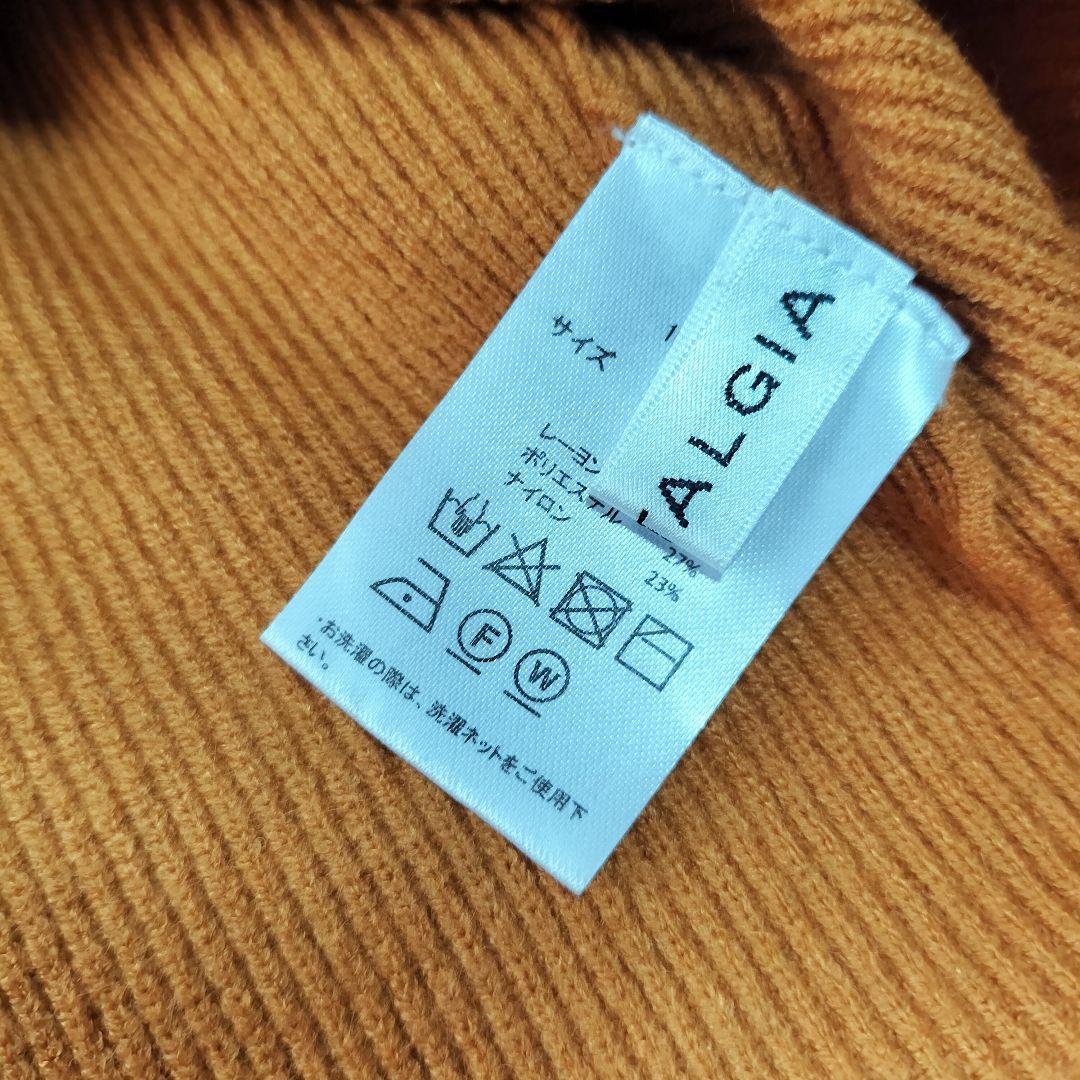 ALGIA
サイズ 1
レーヨン
ポリエステル 27%
ナイロン 23%
F W
・お洗濯の際は、洗濯ネットをご使用下
さい。